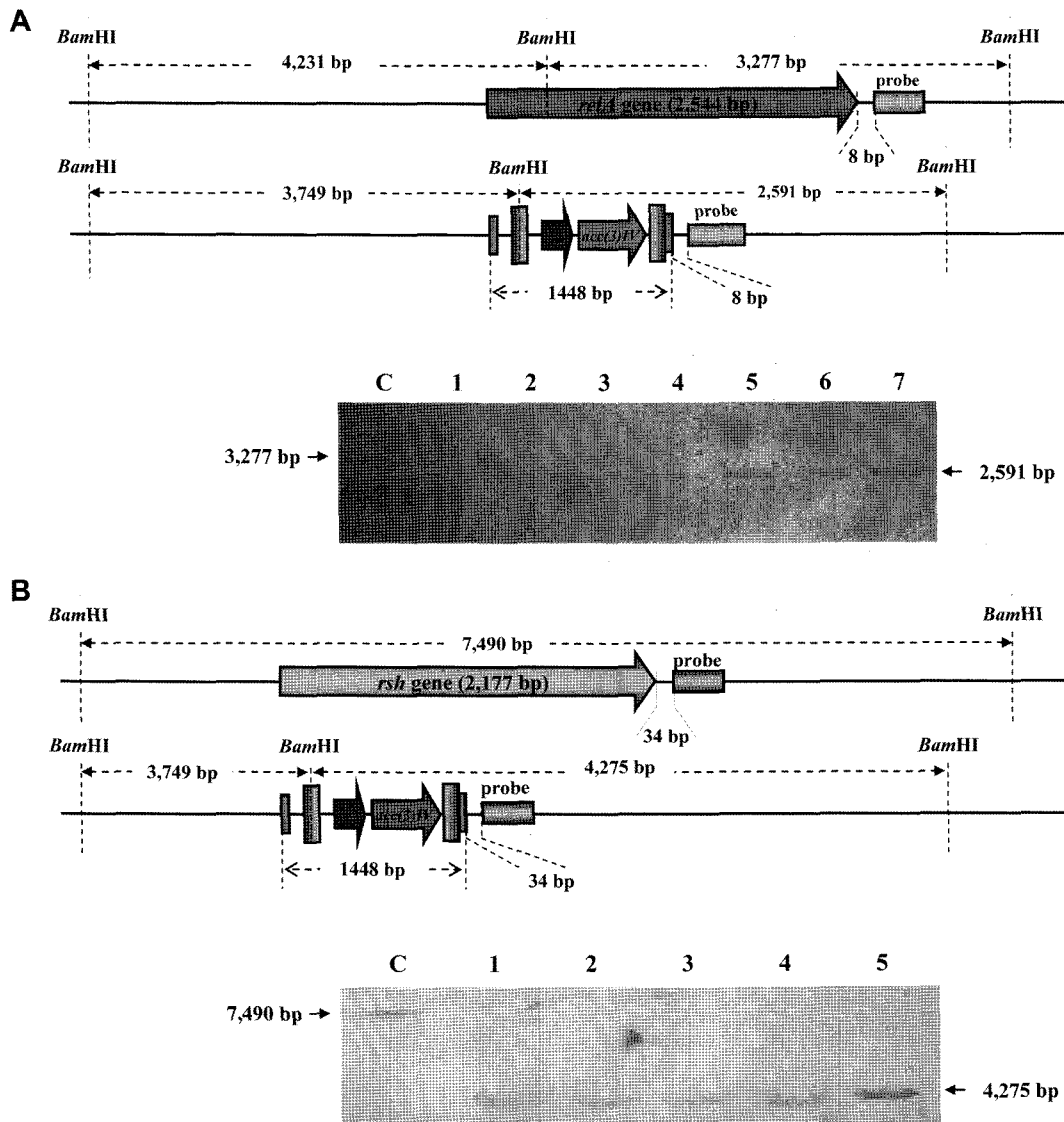 A
BamHI BamHI BamHI
4,231 bp 3,277 bp
probe
relA gene (2,544 bp)
8 bp
BamHI BamHI BamHI
3,749 bp 2,591 bp
probe
1448 bp 8 bp
C 1 2 3 4 5 6 7
3,277 bp 2,591 bp
B
BamHI BamHI
7,490 bp
probe
rsh gene (2,177 bp)
34 bp
BamHI BamHI BamHI
3,749 bp 4,275 bp
probe
1448 bp 34 bp
C 1 2 3 4 5
7,490 bp
4,275 bp